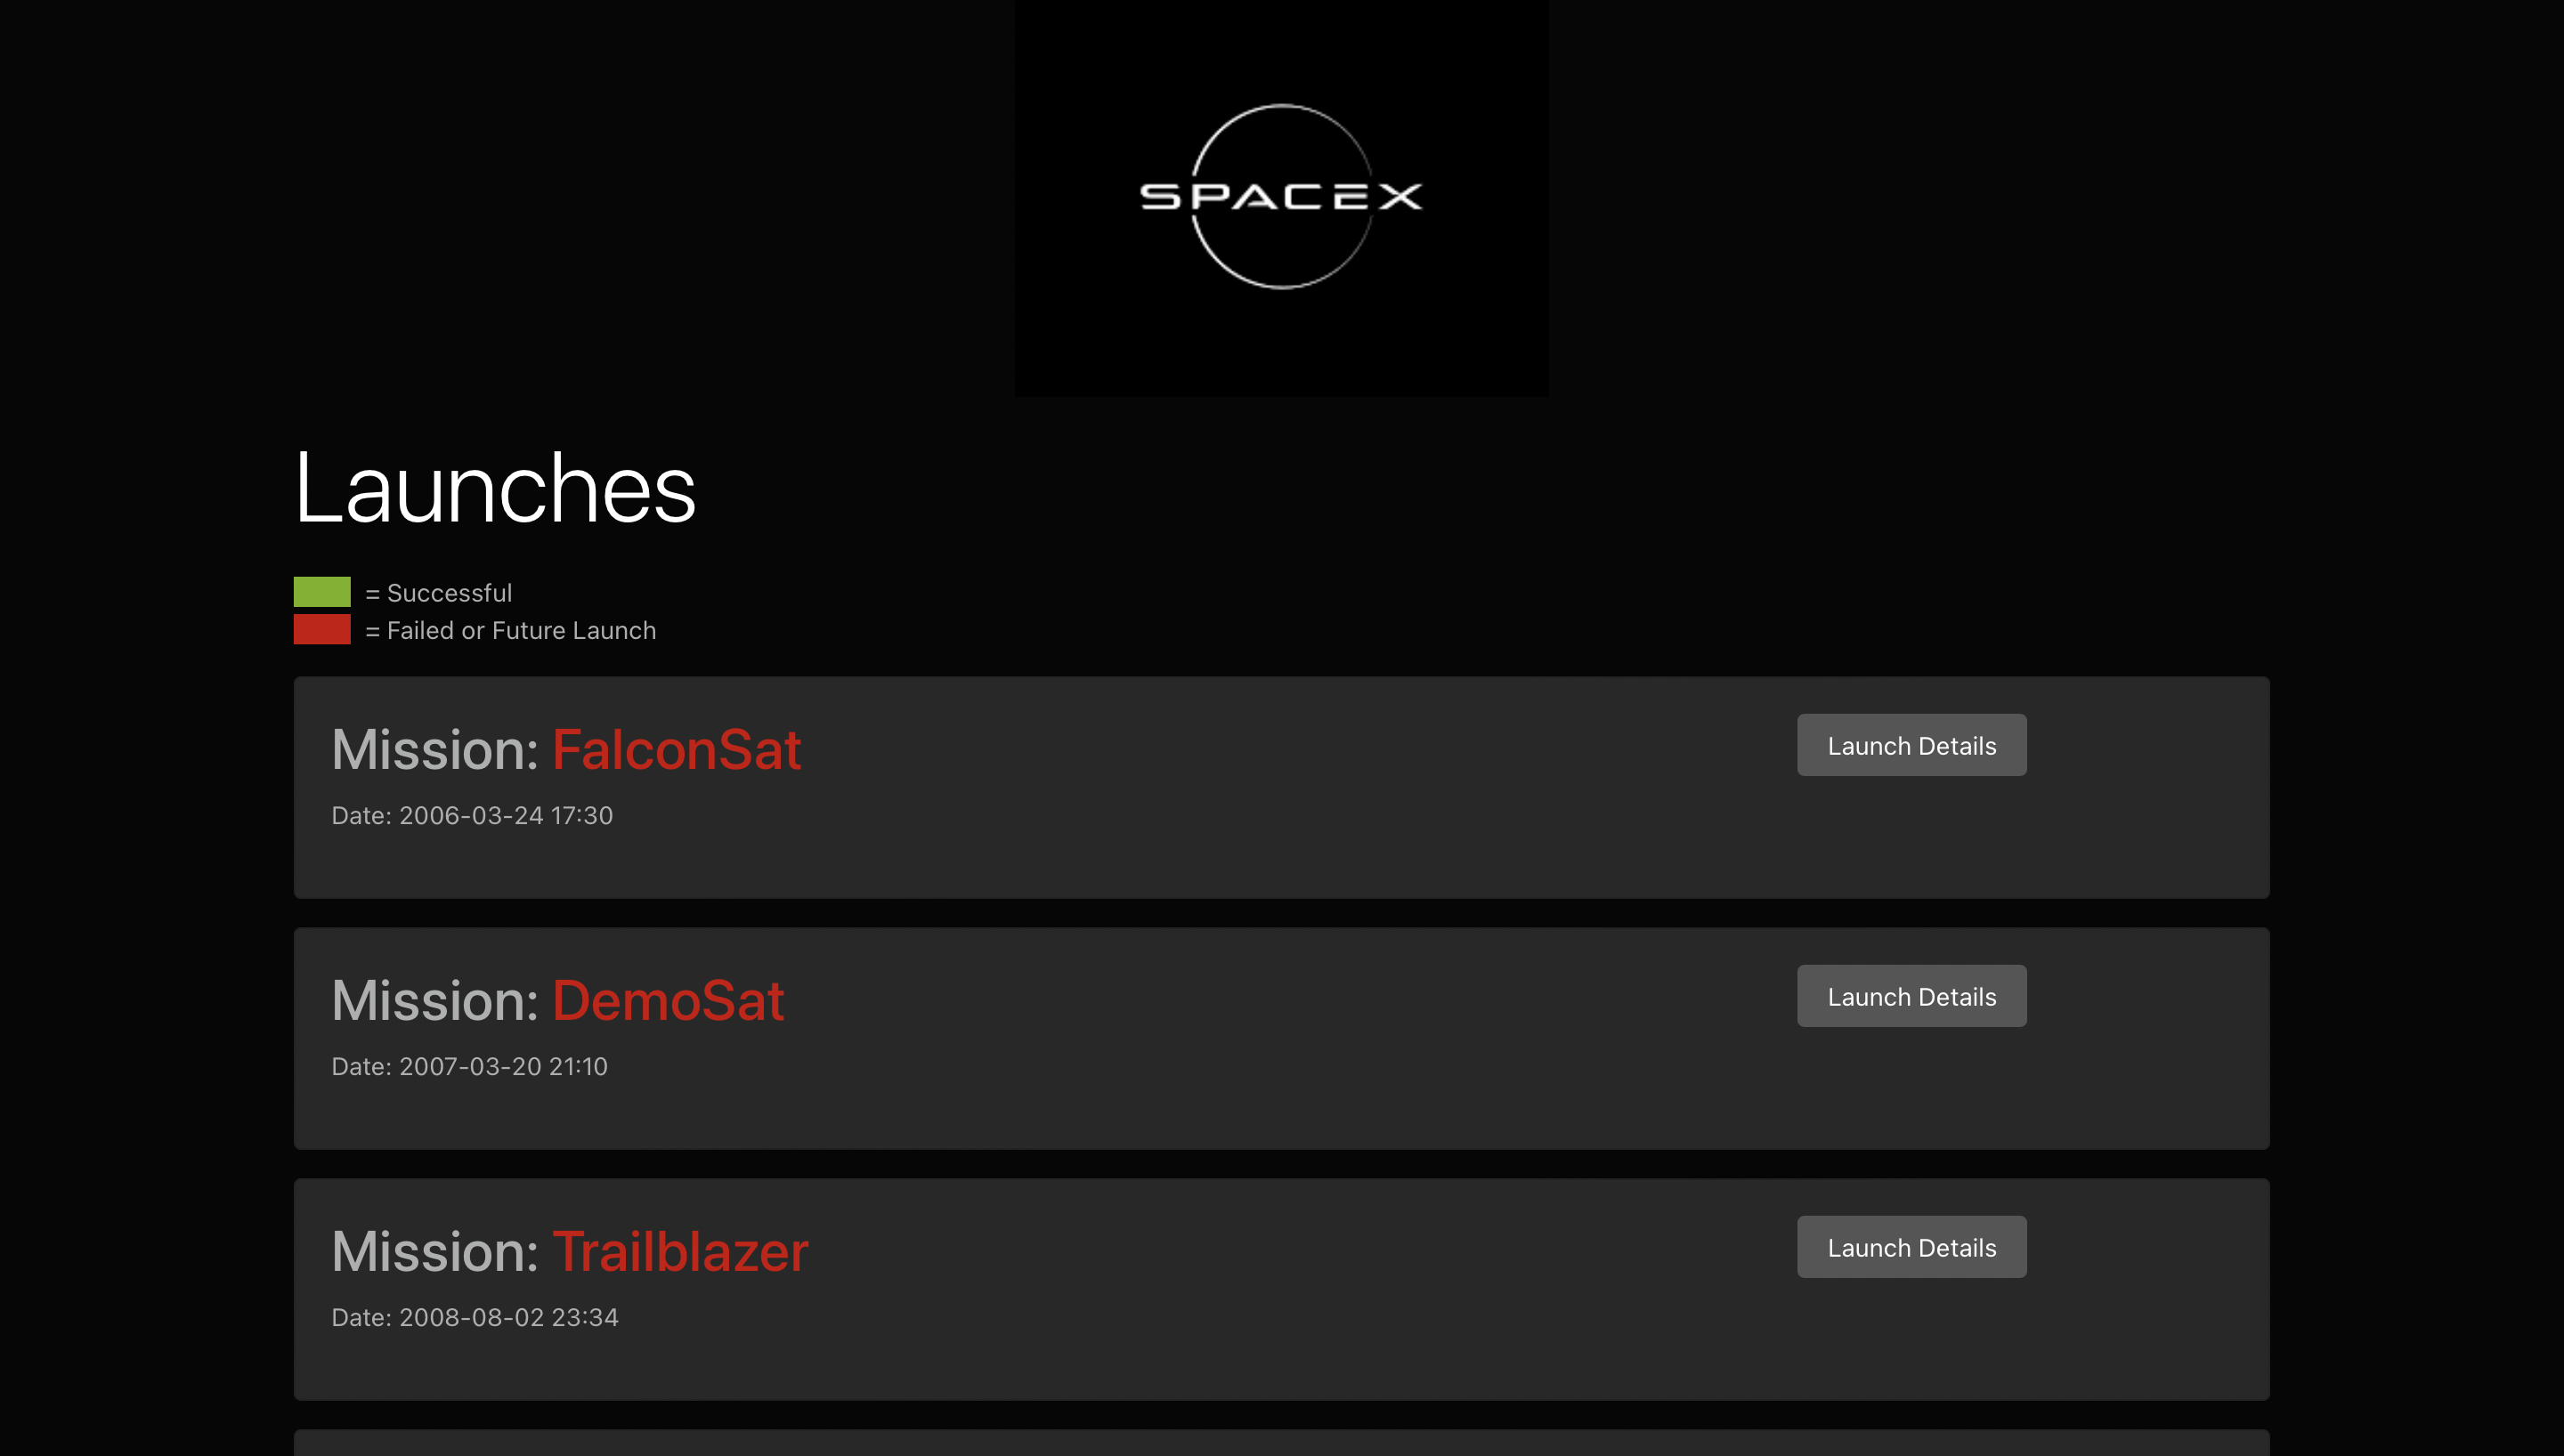 SPACEX
Launches
= Successful
= Failed or Future Launch
Mission: FalconSat
Launch Details
Date: 2006-03-24 17:30
Mission: DemoSat
Launch Details
Date: 2007-03-20 21:10
Mission: Trailblazer
Launch Details
Date: 2008-08-02 23:34